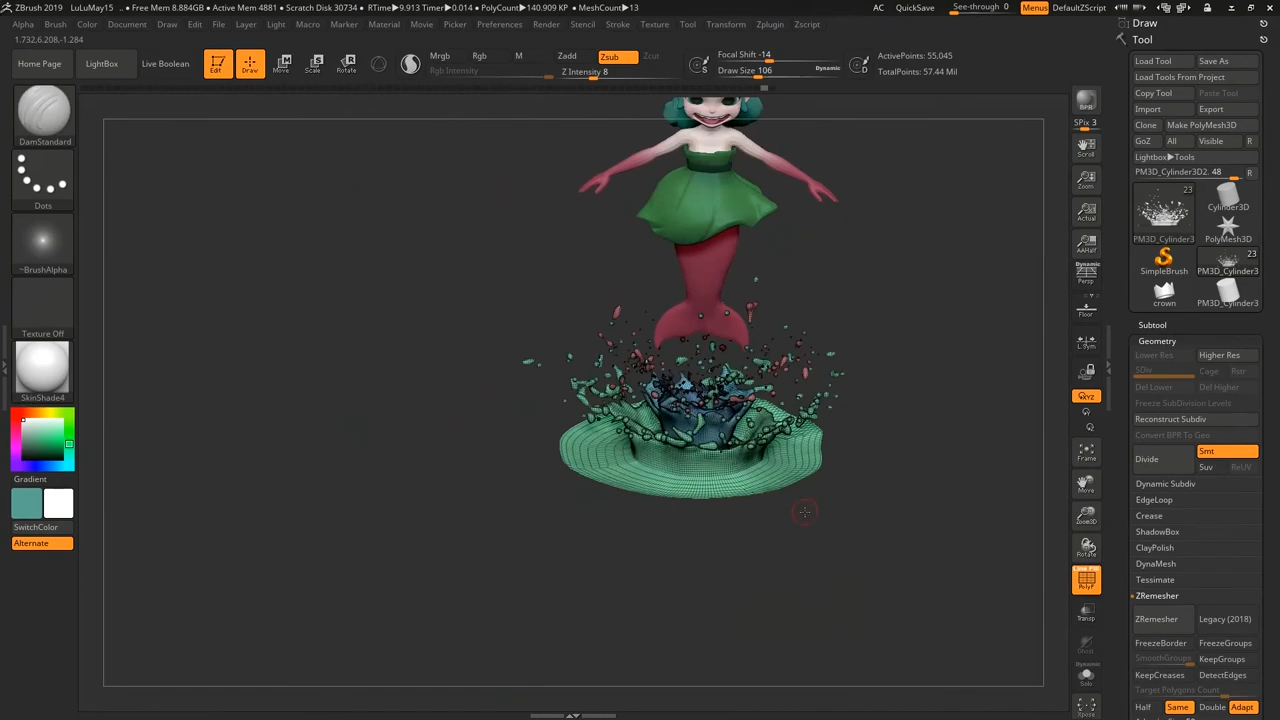 ZBrush 2019 LuLuMay15 ● Free Mem 8.888GB ● Active Mem 4881 ● Scratch Disk 30734 ● RTime▶9.913 Timer▶0.014 ● PolyCount▶140.909 KP ● MeshCount▶13 AC QuickSave See-through 0 Menus DefaultZScript
Alpha Brush Color Document Draw Edit File Layer Light Macro Marker Material Movie Picker Preferences Render Stencil Stroke Texture Tool Transform Zplugin Zscript
1.732,6.208,-1.284
Home Page LightBox Live Boolean Edit Draw Move Scale Rotate
Mrgb Rgb M
Rgb Intensity
Zadd Zsub Zcut
Z Intensity 8
S
Focal Shift -14
Draw Size 106 Dynamic
D
ActivePoints: 55,045
TotalPoints: 57.44 Mil
DamStandard
Dots
~BrushAlpha
Texture Off
SkinShade4
Gradient
SwitchColor
Alternate
BPR
SPix 3
Scroll
Zoom
Actual
AAHalf
Dynamic
Persp
Floor
L.Sym
XYZ
Frame
Move
Zoom3D
Rotate
Line Fill
PolyF
Transp
Ghost
Dynamic
Solo
Xpose
Draw
Tool
Load Tool Save As
Load Tools From Project
Copy Tool Paste Tool
Import Export
Clone Make PolyMesh3D
GoZ All Visible R
Lightbox▶Tools
PM3D_Cylinder3D2. 48 R
23
PM3D_Cylinder3
Cylinder3D
PolyMesh3D
SimpleBrush
23
PM3D_Cylinder3
crown
PM3D_Cylinder3
Subtool
Geometry
Lower Res Higher Res
SDiv Cage Rstr
Del Lower Del Higher
Freeze SubDivision Levels
Reconstruct Subdiv
Convert BPR To Geo
Divide Smt
Suv ReUV
Dynamic Subdiv
EdgeLoop
Crease
ShadowBox
ClayPolish
DynaMesh
Tessimate
ZRemesher
ZRemesher Legacy (2018)
FreezeBorder FreezeGroups
SmoothGroups KeepGroups
KeepCreases DetectEdges
Target Polygons Count
Half Same Double Adapt